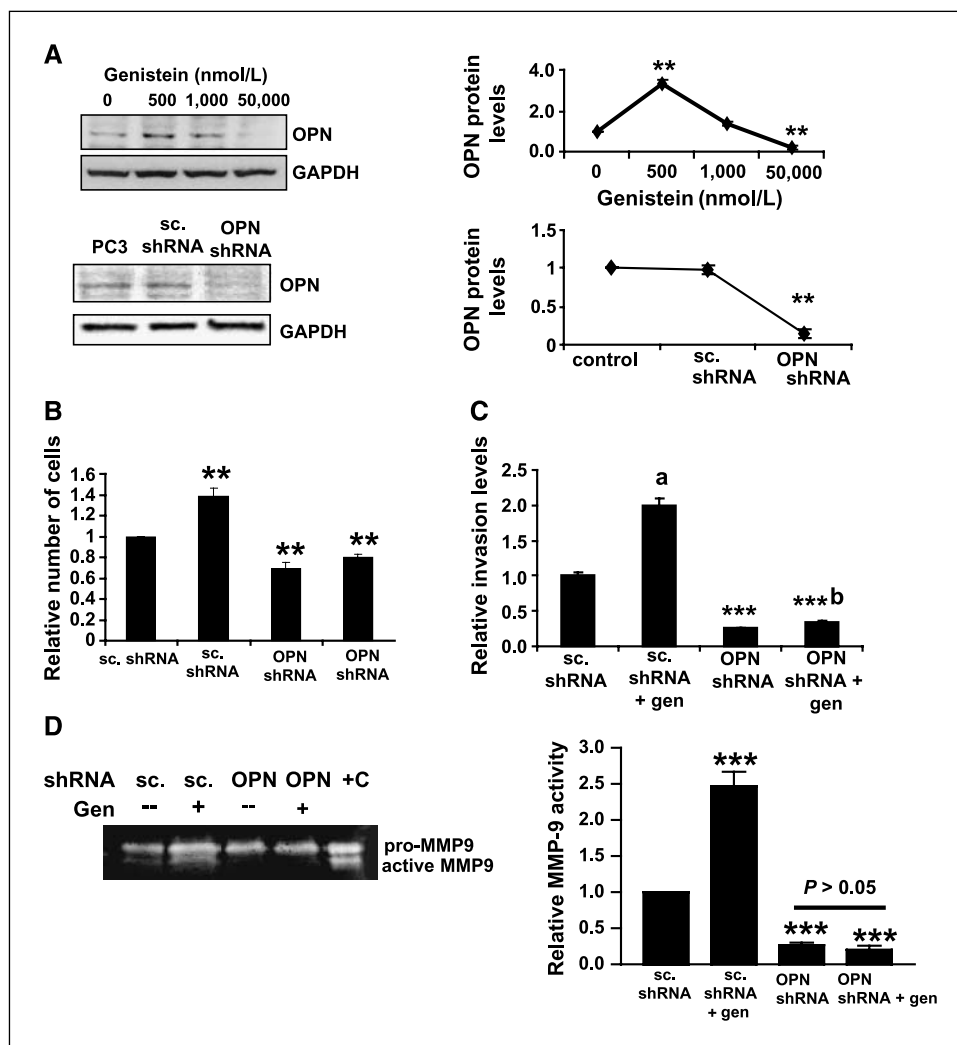 A
Genistein (nmol/L)
0 500 1,000 50,000
OPN
GAPDH
PC3 sc. shRNA OPN shRNA
OPN
GAPDH
OPN protein levels
4.0
2.0
0.0
**
**
0 500 1,000 50,000
Genistein (nmol/L)
OPN protein levels
1.5
1
0.5
0
**
control sc. shRNA OPN shRNA
B
Relative number of cells
1.6
1.4
1.2
1
0.8
0.6
0.4
0.2
0
**
**
**
sc. shRNA sc. shRNA OPN shRNA OPN shRNA
C
Relative invasion levels
2.5
2.0
1.5
1.0
0.5
0.0
a
***
***b
sc. shRNA sc. shRNA + gen OPN shRNA OPN shRNA + gen
D
shRNA sc. sc. OPN OPN +C
Gen -- + -- +
pro-MMP9
active MMP9
Relative MMP-9 activity
3.0
2.5
2.0
1.5
1.0
0.5
0.0
***
P > 0.05
***
***
sc. shRNA sc. shRNA + gen OPN shRNA OPN shRNA + gen